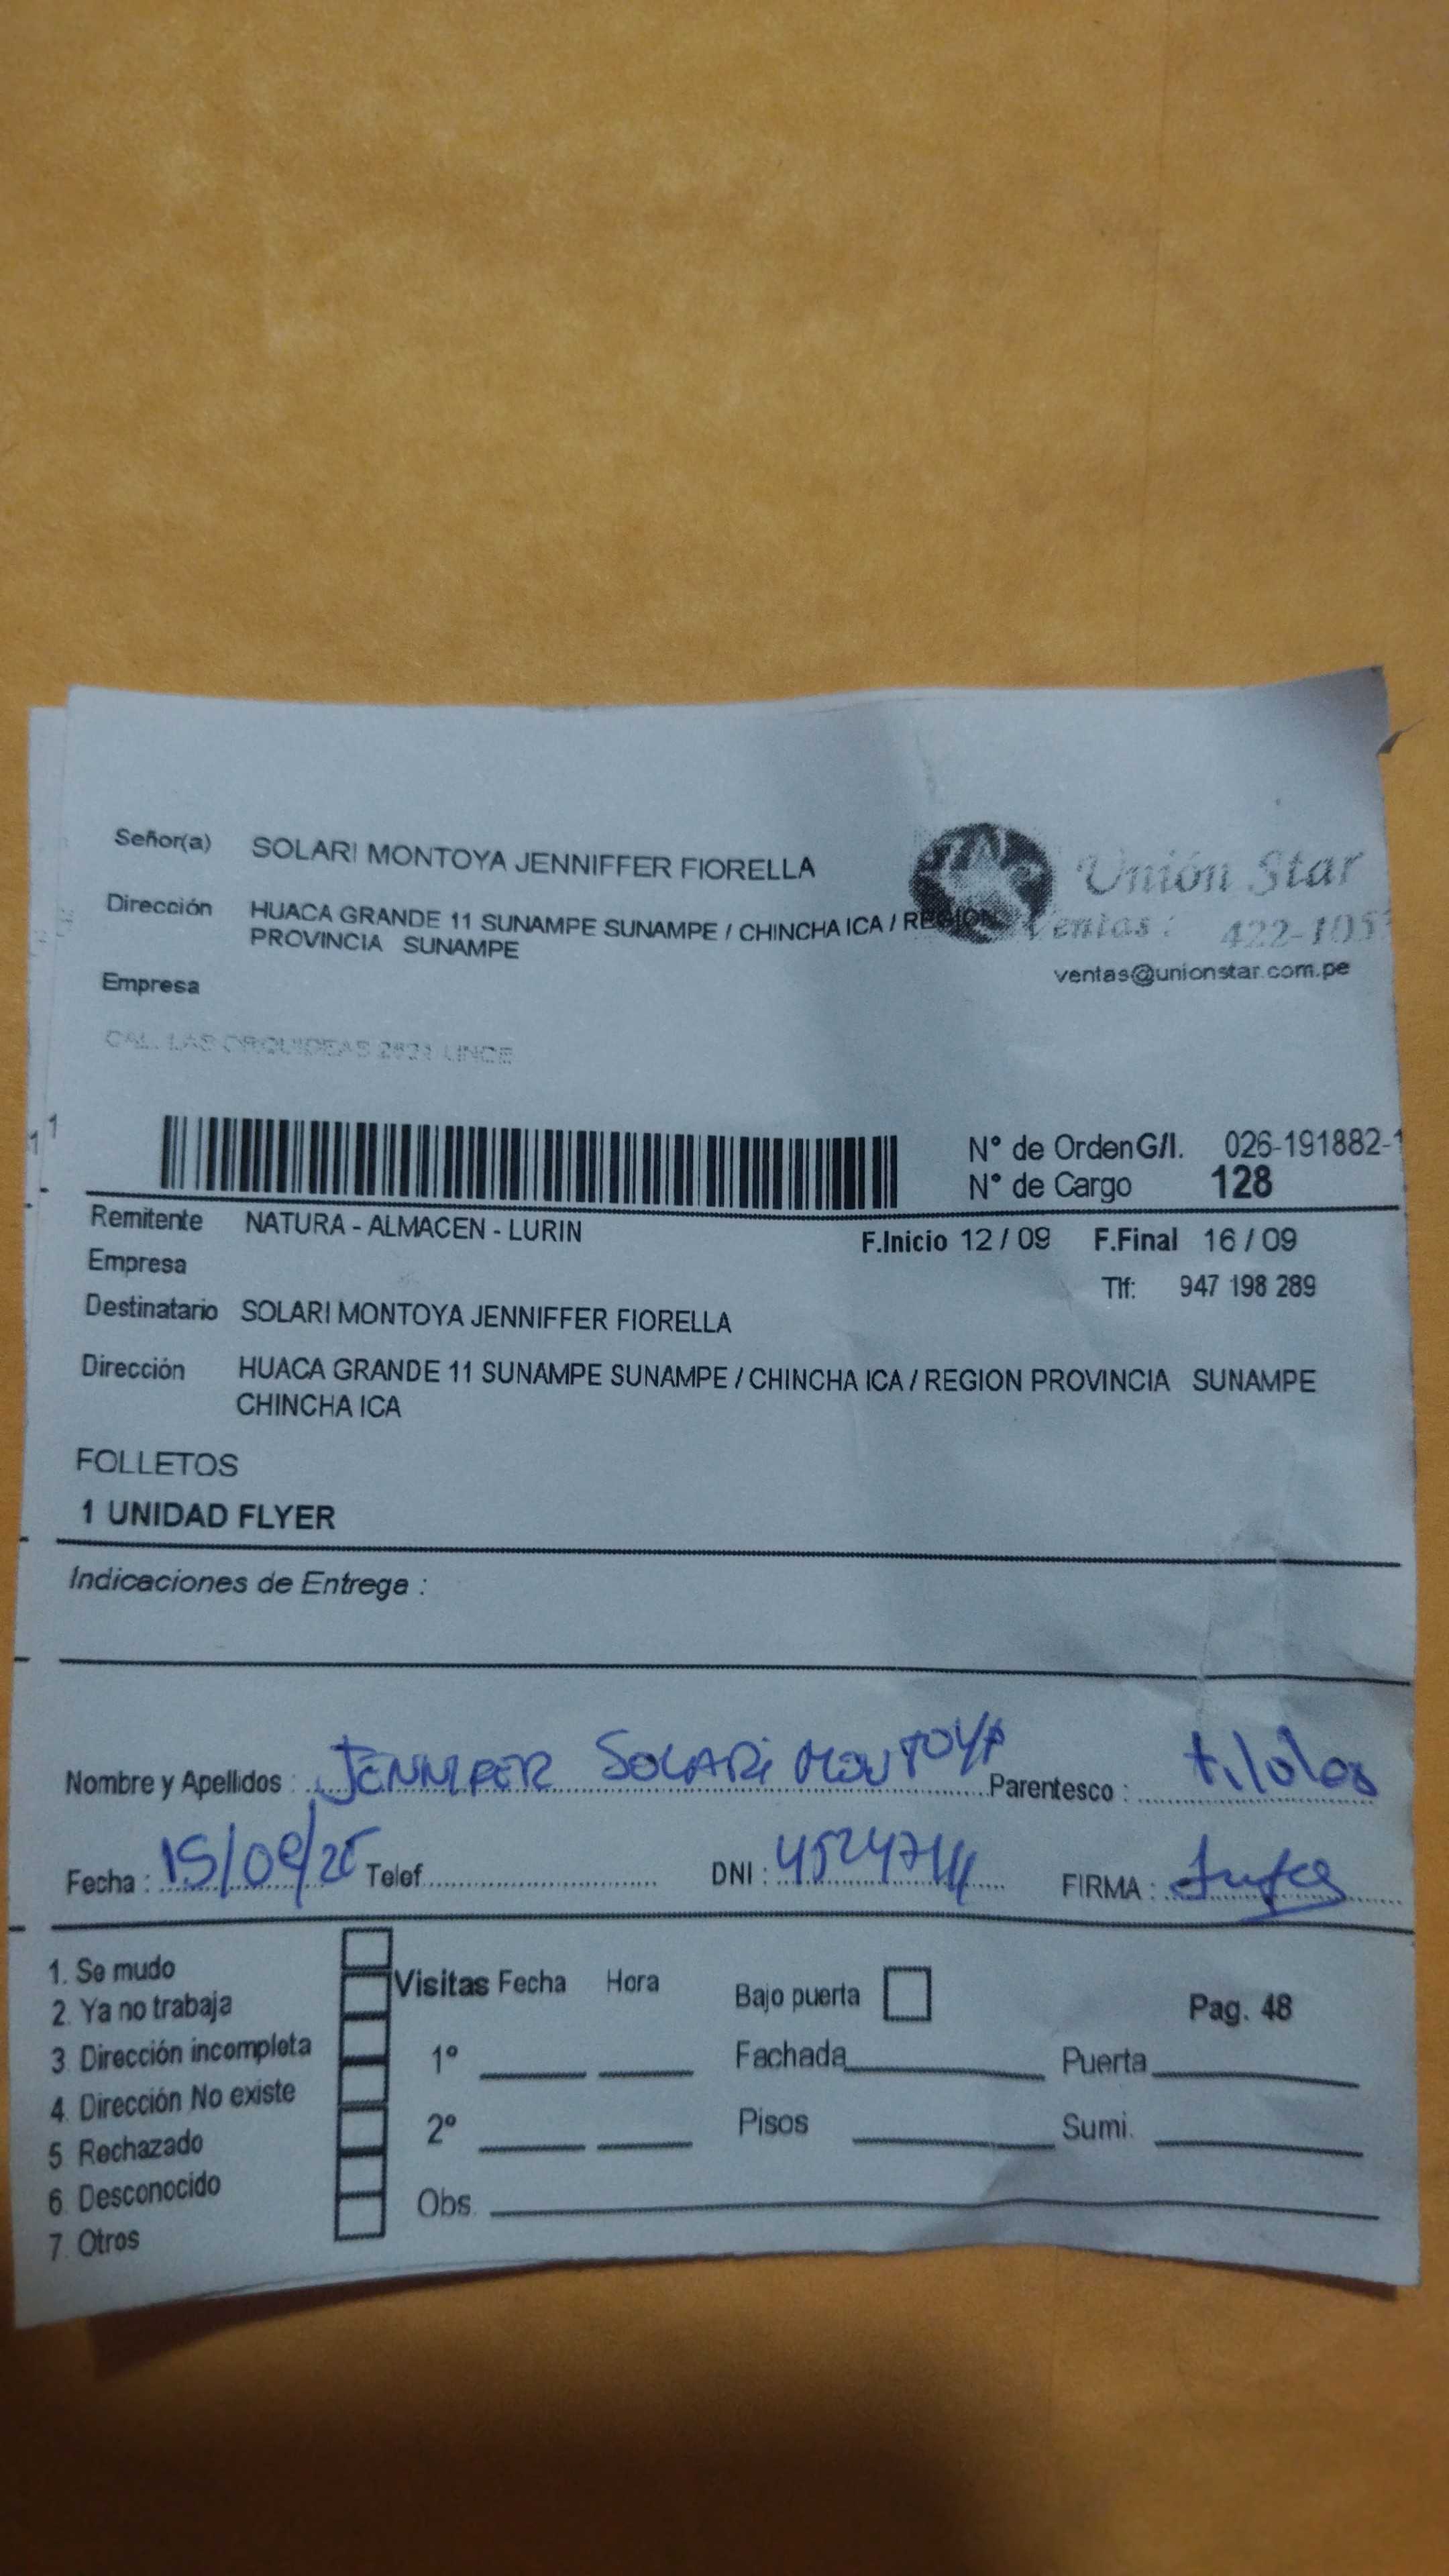 Señor(a) SOLARI MONTOYA JENNIFFER FIORELLA
Unión Star
Dirección HUACA GRANDE 11 SUNAMPE SUNAMPE / CHINCHA ICA / REGION
PROVINCIA SUNAMPE
Ventas : 422-105
ventas@unionstar.com.pe
Empresa
CAL. LAS ORQUIDEAS LINCE
N° de Orden G/I. 026-191882-1
N° de Cargo 128
Remitente NATURA - ALMACEN - LURIN
F.Inicio 12 / 09 F.Final 16 / 09
Empresa
Tlf: 947 198 289
Destinatario SOLARI MONTOYA JENNIFFER FIORELLA
Dirección HUACA GRANDE 11 SUNAMPE SUNAMPE / CHINCHA ICA / REGION PROVINCIA SUNAMPE
CHINCHA ICA
FOLLETOS
1 UNIDAD FLYER
Indicaciones de Entrega :
Nombre y Apellidos : JENNIFER SOLARi MONTOYA Parentesco :
Fecha : 15/09/25 Telef. DNI : FIRMA :
1. Se mudo
2. Ya no trabaja
3 Dirección incompleta
4. Dirección No existe
5 Rechazado
6. Desconocido
7. Otros
Visitas Fecha Hora
1°
2°
Obs.
Bajo puerta
Fachada
Pisos
Pag. 48
Puerta
Sumi.